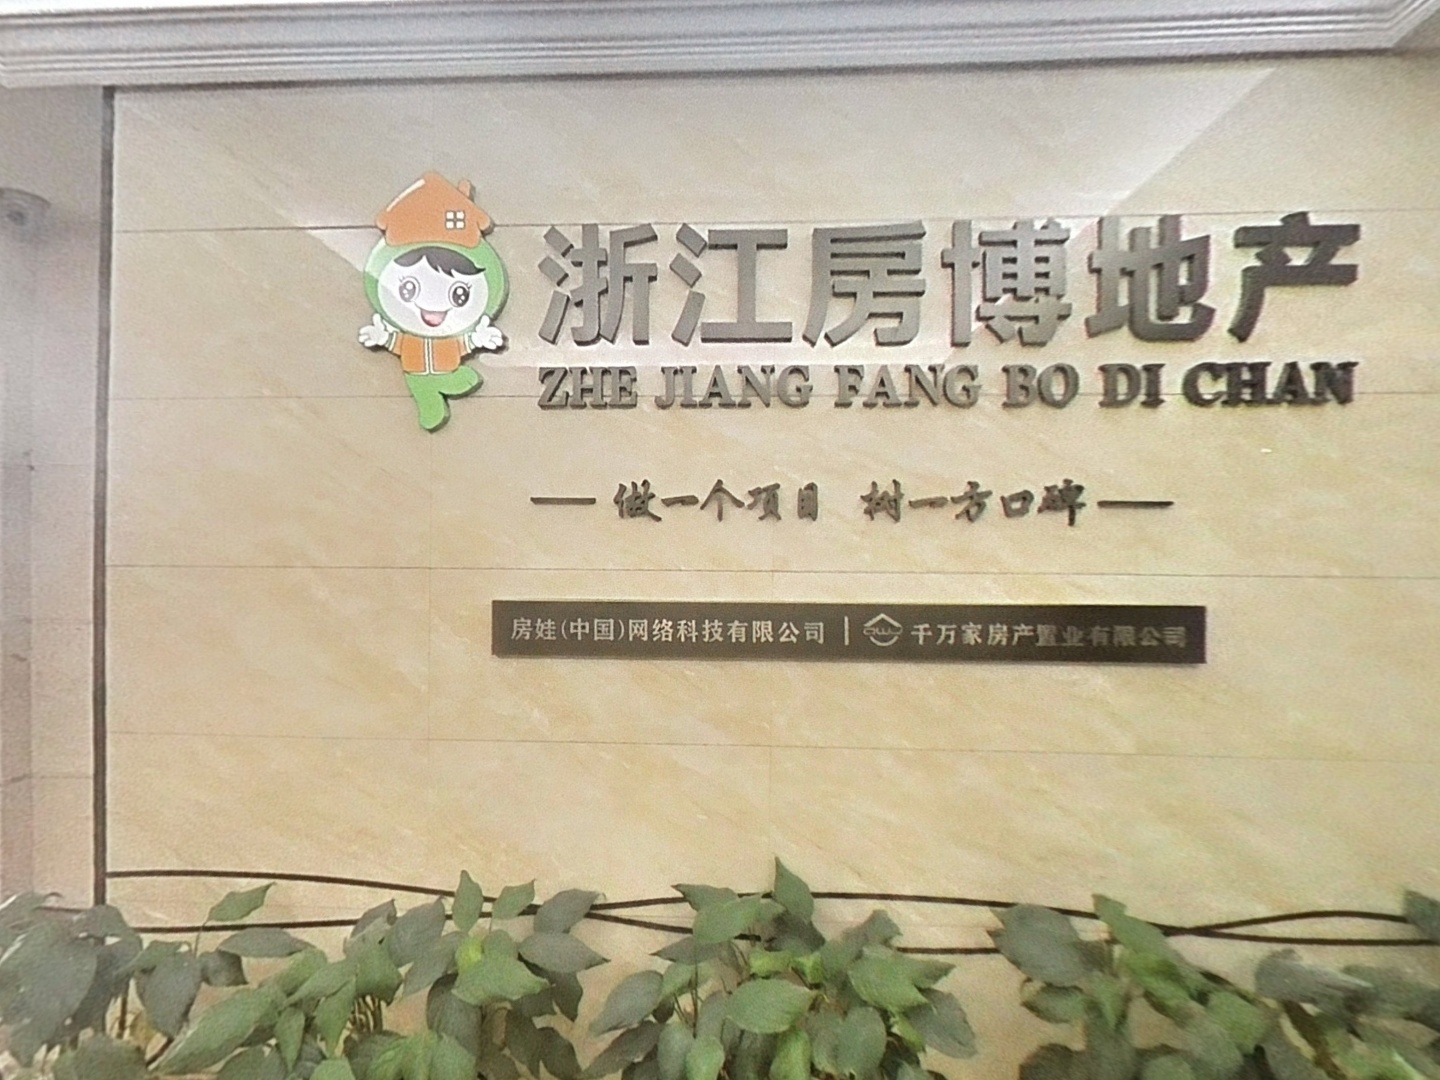 浙江房博地产
ZHE JIANG FANG BO DI CHAN
——做一个项目 树一方口碑——
房娃(中国)网络科技有限公司 | 千万家房产置业有限公司